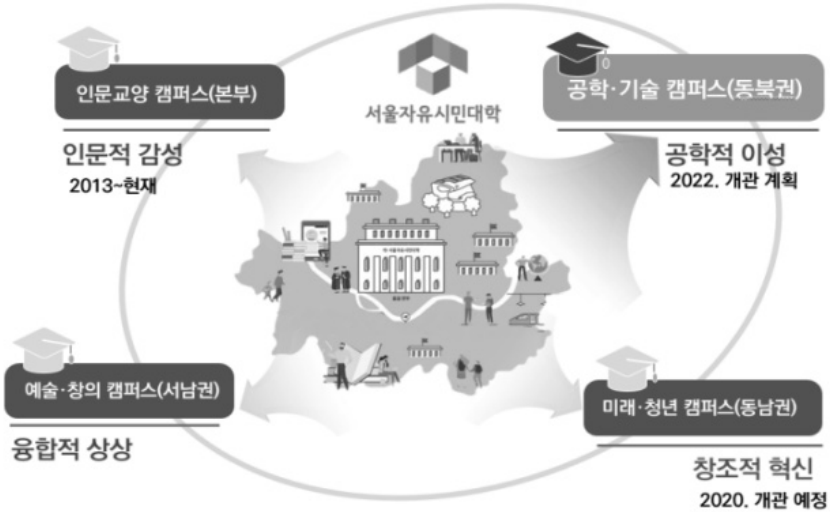 서울자유시민대학
인문교양 캠퍼스(본부)
인문적 감성
2013~현재
공학·기술 캠퍼스(동북권)
공학적 이성
2022. 개관 계획
예술·창의 캠퍼스(서남권)
융합적 상상
미래·청년 캠퍼스(동남권)
창조적 혁신
2020. 개관 예정